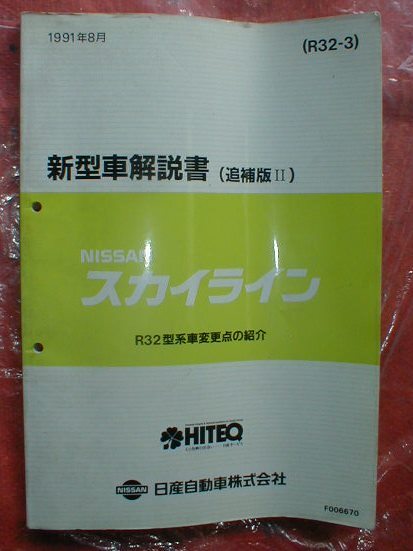 1991年8月
(R32-3)
新型車解説書(追補版II)
NISSAN
スカイライン
R32型系車変更点の紹介
HITEQ
NISSAN 日産自動車株式会社
F006670